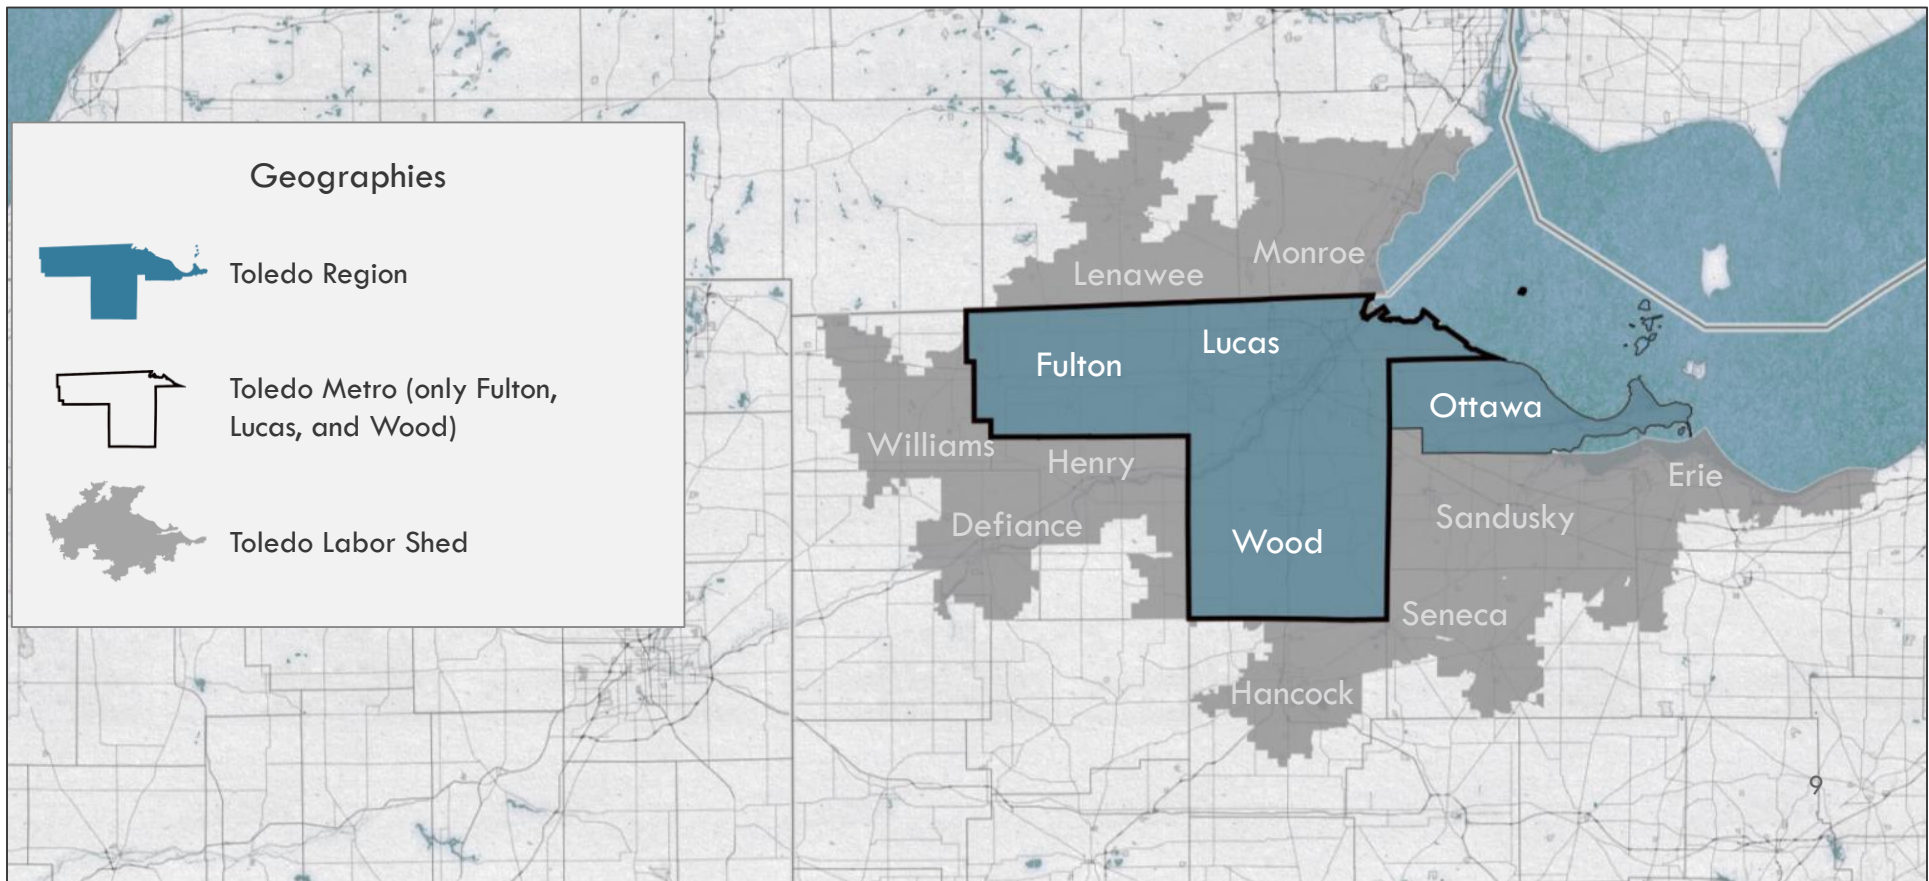 Geographies
Toledo Region
Toledo Metro (only Fulton,
Lucas, and Wood)
Toledo Labor Shed
Monroe
Lenawee
Lucas
Fulton
Ottawa
Williams
Henry
Erie
Sandusky
Defiance
Wood
Seneca
Hancock
9